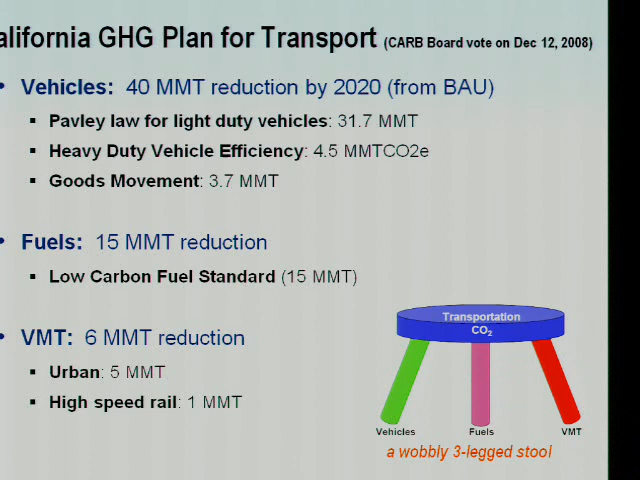 alifornia GHG Plan for Transport (CARB Board vote on Dec 12, 2008)
• Vehicles: 40 MMT reduction by 2020 (from BAU)
▪ Pavley law for light duty vehicles: 31.7 MMT
▪ Heavy Duty Vehicle Efficiency: 4.5 MMTCO2e
▪ Goods Movement: 3.7 MMT
• Fuels: 15 MMT reduction
▪ Low Carbon Fuel Standard (15 MMT)
• VMT: 6 MMT reduction
▪ Urban: 5 MMT
▪ High speed rail: 1 MMT
Transportation
CO₂
Vehicles Fuels VMT
a wobbly 3-legged stool